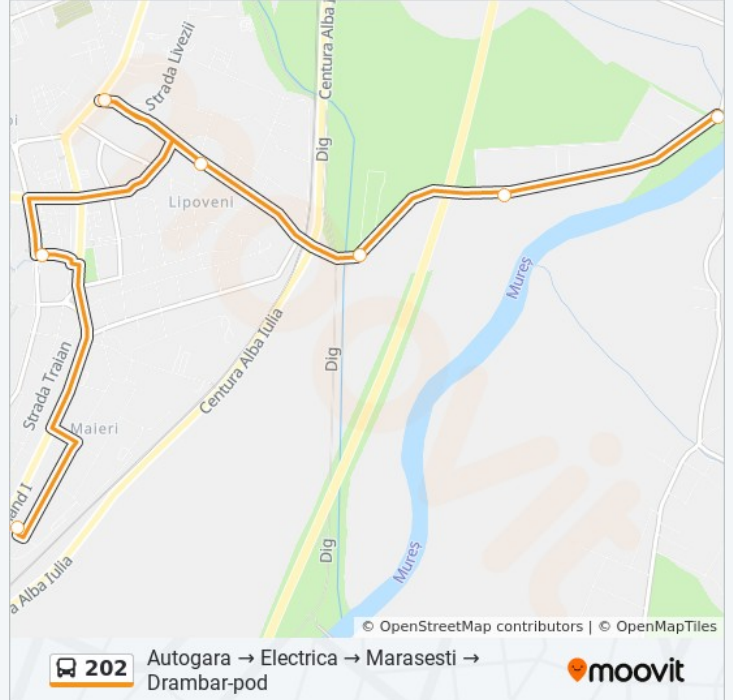 Strada Livezii
Centura Alba
Dig
Lipoveni
Mureș
Centura Alba Iulia
Dig
Strada Traian
Maieri
and I
Dig
Mureș
a Alba Iulia
© OpenStreetMap contributors | © OpenMapTiles
202
Autogara → Electrica → Marasesti →
Drambar-pod
moovit